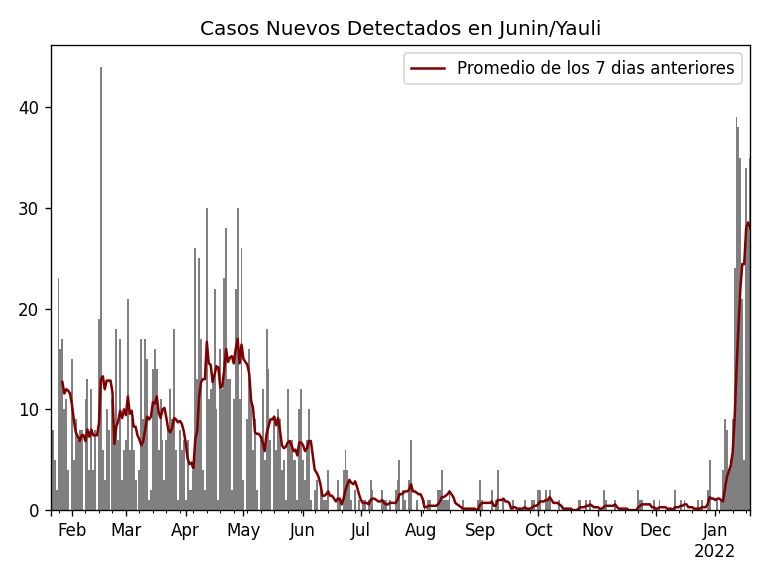 Casos Nuevos Detectados en Junin/Yauli
Promedio de los 7 dias anteriores
40
30
20
10
0
Feb Mar Apr May Jun Jul Aug Sep Oct Nov Dec Jan
2022